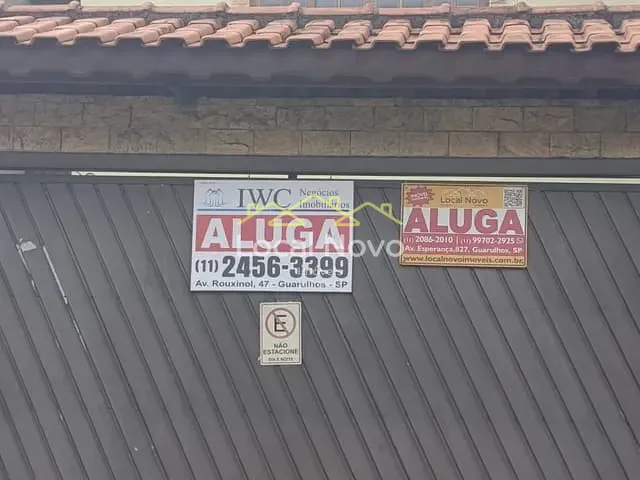 IWC Negócios
Imobiliários
ALUGA
(11) 2456-3399
Av. Rouxinol, 47 - Guarulhos - SP
Local Novo
ALUGA
(11) 2086-2010 | (11) 99702-2925
Av. Esperança, 827, Guarulhos, SP
www.localnovoimoveis.com.br
Local Novo
E
NÃO
ESTACIONE
DIA E NOITE